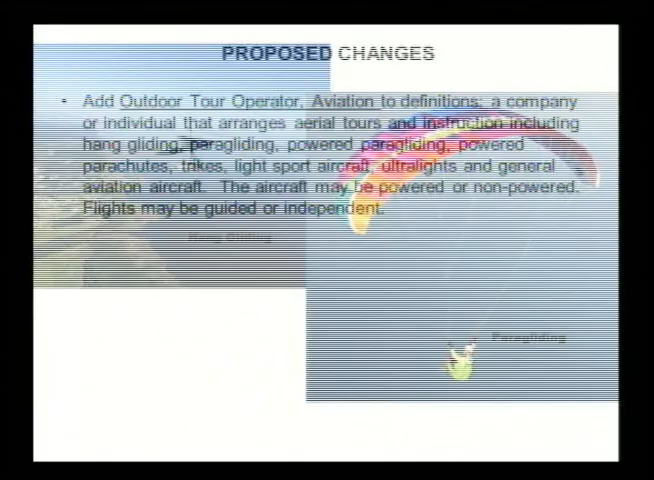 PROPOSED CHANGES
• Add Outdoor Tour Operator, Aviation to definitions: a company
or individual that arranges aerial tours and instruction including
hang gliding, paragliding, powered paragliding, powered
parachutes, trikes, light sport aircraft, ultralights and general
aviation aircraft. The aircraft may be powered or non-powered.
Flights may be guided or independent.
Hang Gliding
Paragliding